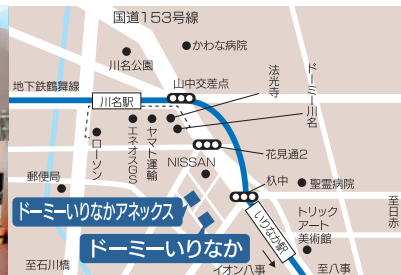 国道153号線
かわな病院
川名公園
法光寺
ドーミー川名
地下鉄鶴舞線
山中交差点
川名駅
ローソン
エネオスGS
ヤマト運輸
花見通2
NISSAN
郵便局
杁中
聖霊病院
至日赤
ドーミーいりなかアネックス
トリック
アート
美術館
いりなか駅
ドーミーいりなか
至石川橋
イオン八事
至八事